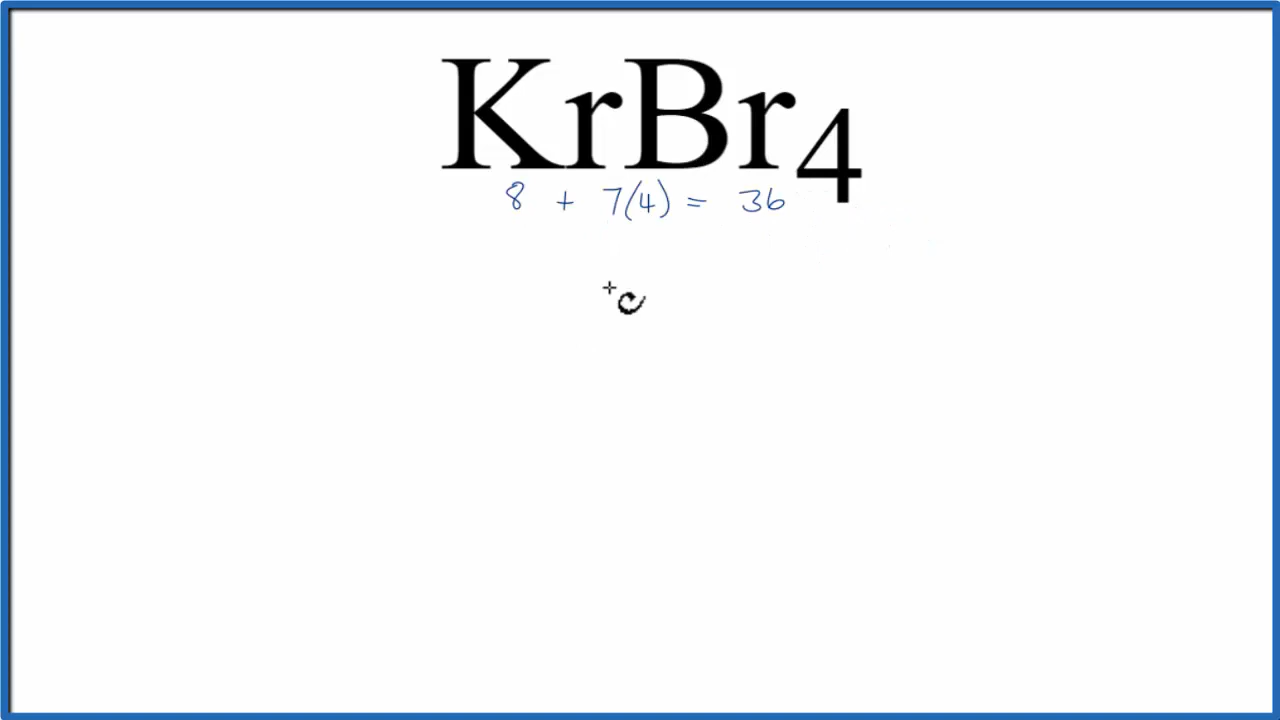 KrBr₄
8 + 7(4) = 36